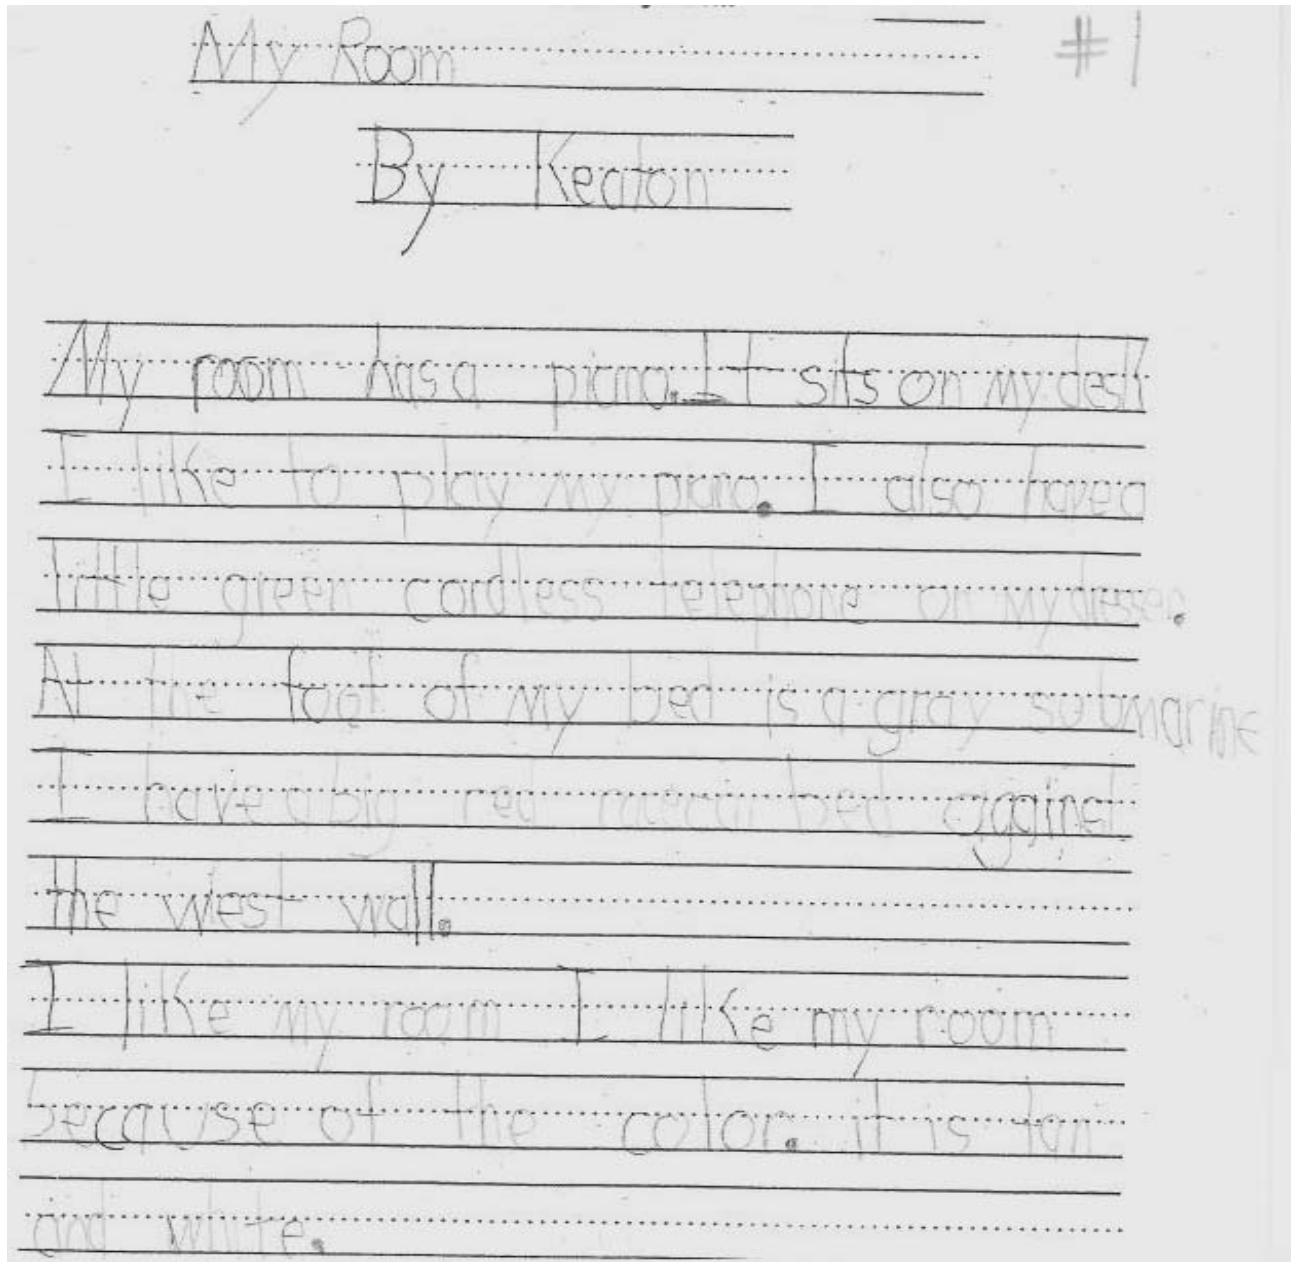 My Room
#1
By Keaton
My room has a piano. It sits on my desk
I like to play my piano. I also have a
little green cordless telephone on my dresser.
At the foot of my bed is a gray submarine
I have a big red racecar bed against
the west wall.
I like my room I like my room
because of the color. it is tan
and white.